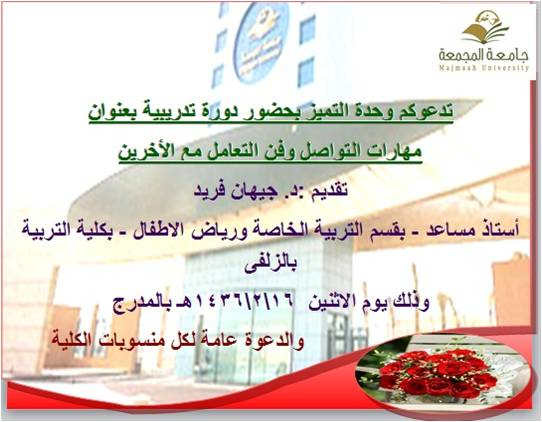 جامعة المجمعة
Majmaah University
تدعوكم وحدة التميز بحضور دورة تدريبية بعنوان
مهارات التواصل وفن التعامل مع الأخرين
تقديم :د. جيهان فريد
أستاذ مساعد - بقسم التربية الخاصة ورياض الاطفال - بكلية التربية
بالزلفى
وذلك يوم الاثنين ١٤٣٦\٢\١٦هـ بالمدرج
والدعوة عامة لكل منسوبات الكلية